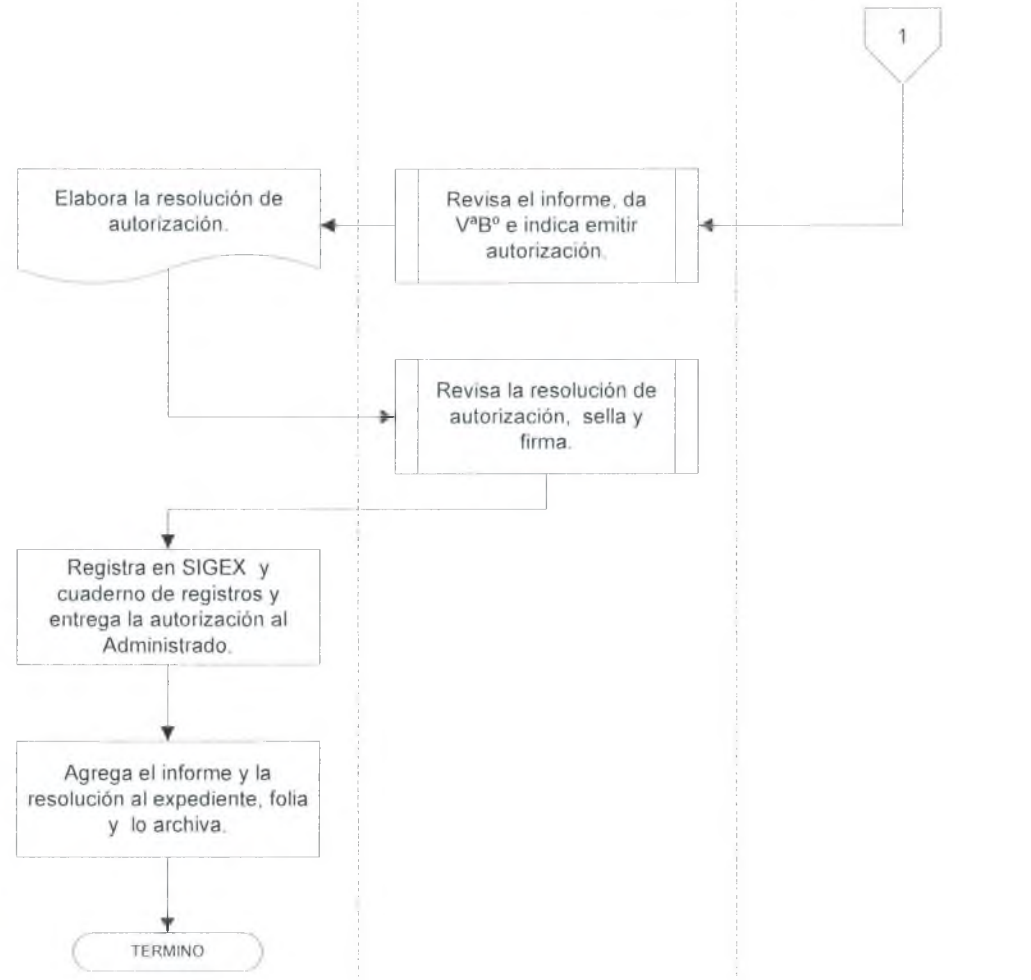 1
Revisa el informe, da
VªBº e indica emitir
autorización.
Elabora la resolución de
autorización.
Revisa la resolución de
autorización, sella y
firma.
Registra en SIGEX y
cuaderno de registros y
entrega la autorización al
Administrado.
Agrega el informe y la
resolución al expediente, folia
y lo archiva.
TERMINO